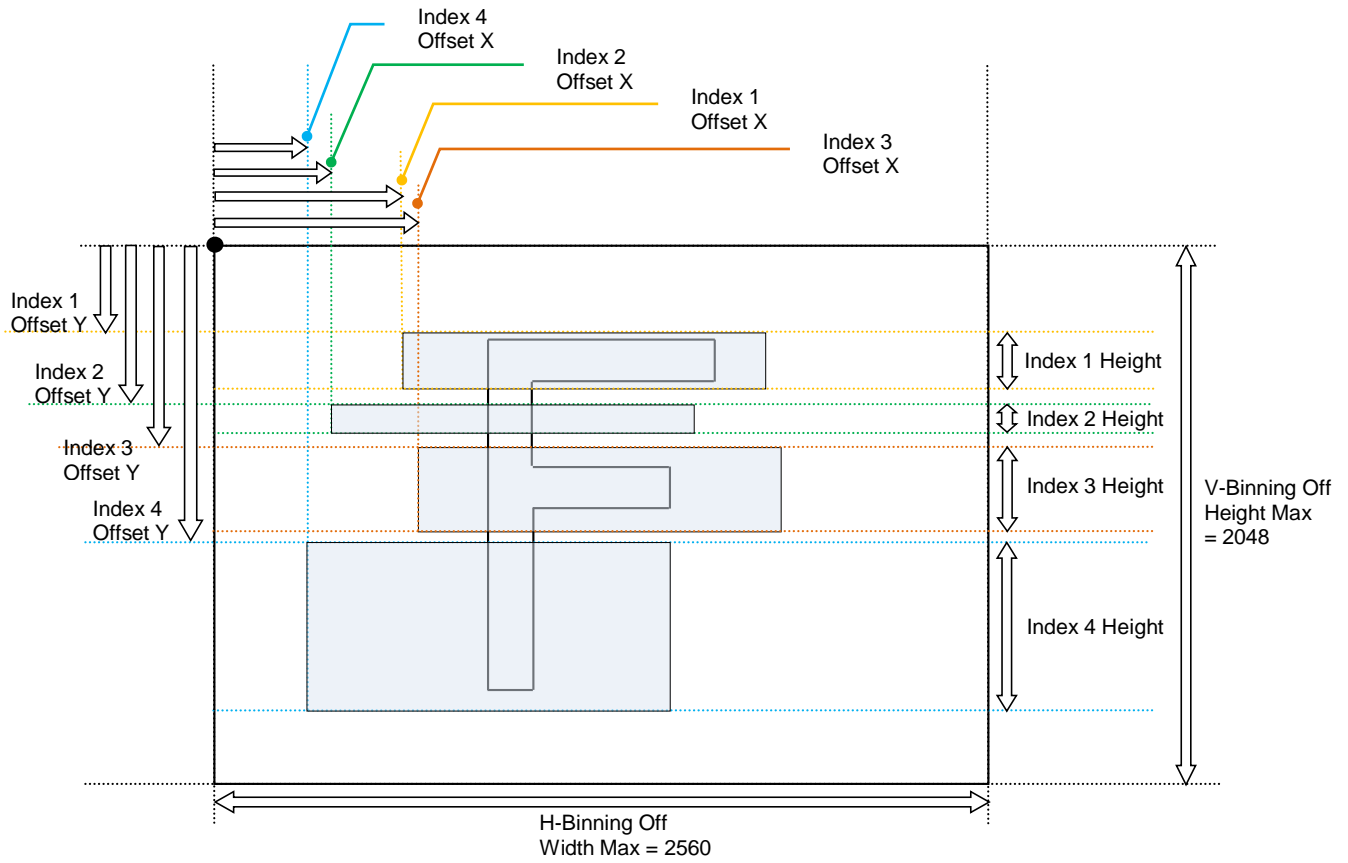 Index 4
Offset X
Index 2
Offset X
Index 1
Offset X
Index 3
Offset X
Index 1
Offset Y
Index 2
Offset Y
Index 3
Offset Y
Index 4
Offset Y
Index 1 Height
Index 2 Height
Index 3 Height
Index 4 Height
V-Binning Off
Height Max
= 2048
H-Binning Off
Width Max = 2560